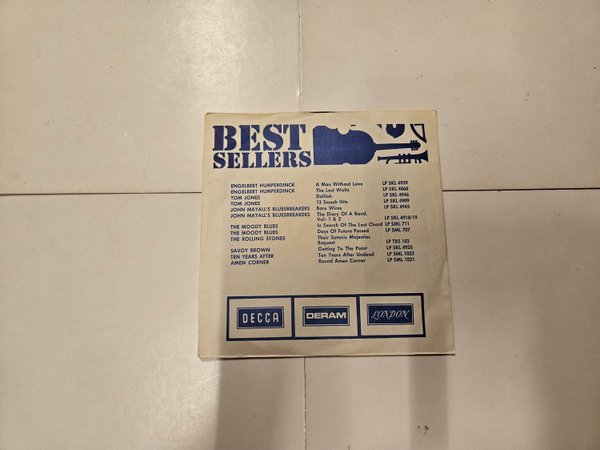 BEST
SELLERS
ENGELBERT HUMPERDINCK A Man Without Love LP SKL 4939
ENGELBERT HUMPERDINCK The Last Waltz LP SKL 4868
TOM JONES Delilah LP SKL 4946
TOM JONES 13 Smash Hits LP SKL 4909
JOHN MAYALL'S BLUESBREAKERS Bare Wires LP SKL 4945
JOHN MAYALL'S BLUESBREAKERS The Diary Of A Band,
Vol: 1 & 2 LP SKL 4918/19
THE MOODY BLUES In Search Of The Lost Chord LP SML 711
THE MOODY BLUES Days Of Future Passed LP SML 707
THE ROLLING STONES Their Satanic Majesties
Request LP TXS 103
SAVOY BROWN Getting To The Point LP SKL 4935
TEN YEARS AFTER Ten Years After Undead LP SML 1023
AMEN CORNER Round Amen Corner LP SML 1021
DECCA DERAM LONDON